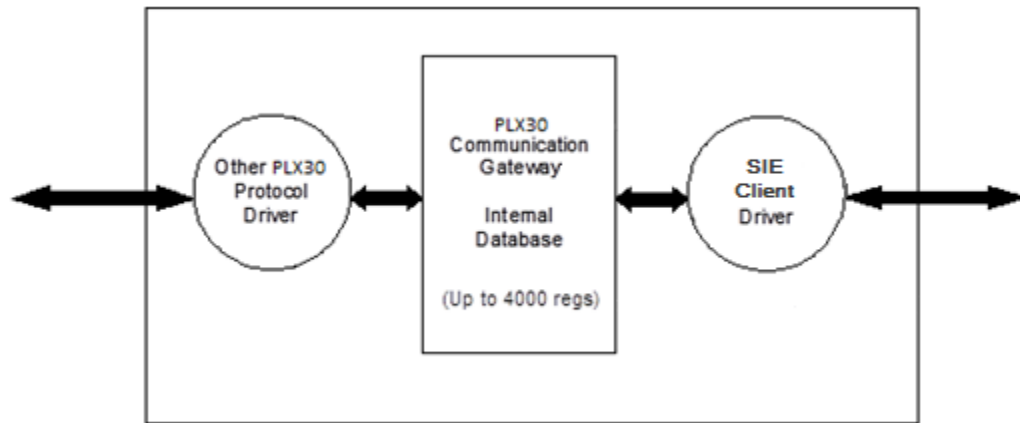 Other PLX30
Protocol
Driver
PLX30
Communication
Gateway
Internal
Database
(Up to 4000 regs)
SIE
Client
Driver